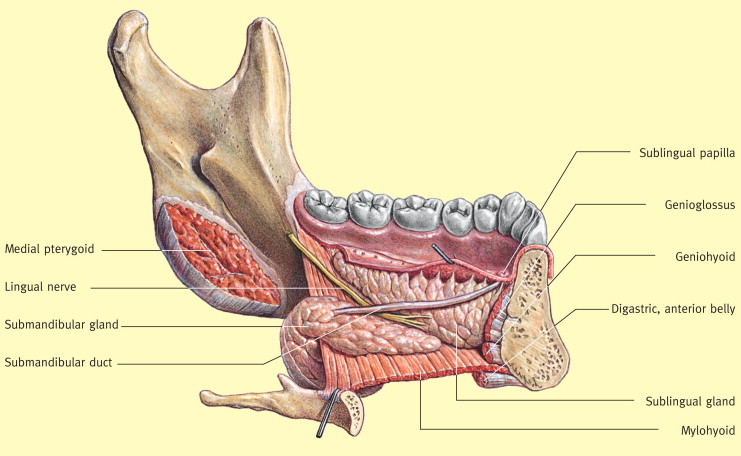 Sublingual papilla
Genioglossus
Medial pterygoid
Geniohyoid
Lingual nerve
Submandibular gland
Digastric, anterior belly
Submandibular duct
Sublingual gland
Mylohyoid